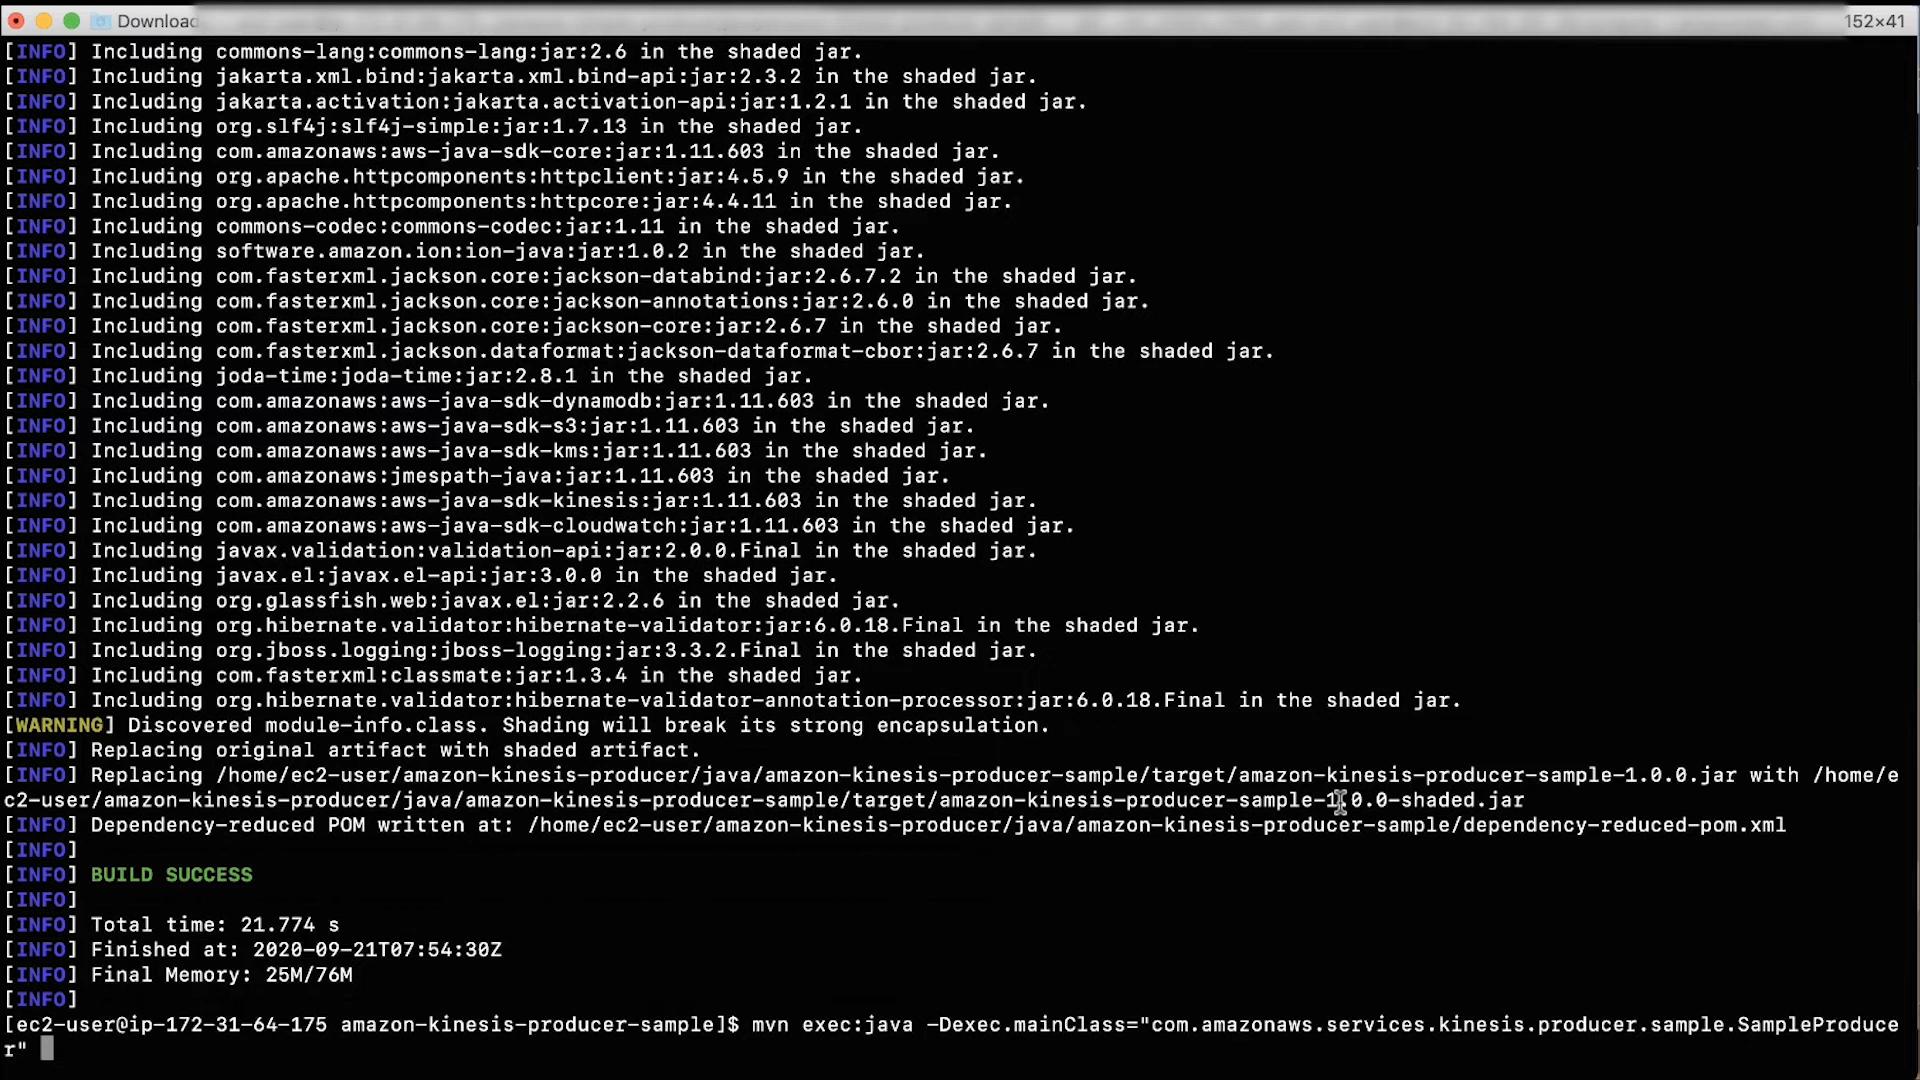 Download
152×41
[INFO] Including commons-lang:commons-lang:jar:2.6 in the shaded jar.
[INFO] Including jakarta.xml.bind:jakarta.xml.bind-api:jar:2.3.2 in the shaded jar.
[INFO] Including jakarta.activation:jakarta.activation-api:jar:1.2.1 in the shaded jar.
[INFO] Including org.slf4j:slf4j-simple:jar:1.7.13 in the shaded jar.
[INFO] Including com.amazonaws:aws-java-sdk-core:jar:1.11.603 in the shaded jar.
[INFO] Including org.apache.httpcomponents:httpclient:jar:4.5.9 in the shaded jar.
[INFO] Including org.apache.httpcomponents:httpcore:jar:4.4.11 in the shaded jar.
[INFO] Including commons-codec:commons-codec:jar:1.11 in the shaded jar.
[INFO] Including software.amazon.ion:ion-java:jar:1.0.2 in the shaded jar.
[INFO] Including com.fasterxml.jackson.core:jackson-databind:jar:2.6.7.2 in the shaded jar.
[INFO] Including com.fasterxml.jackson.core:jackson-annotations:jar:2.6.0 in the shaded jar.
[INFO] Including com.fasterxml.jackson.core:jackson-core:jar:2.6.7 in the shaded jar.
[INFO] Including com.fasterxml.jackson.dataformat:jackson-dataformat-cbor:jar:2.6.7 in the shaded jar.
[INFO] Including joda-time:joda-time:jar:2.8.1 in the shaded jar.
[INFO] Including com.amazonaws:aws-java-sdk-dynamodb:jar:1.11.603 in the shaded jar.
[INFO] Including com.amazonaws:aws-java-sdk-s3:jar:1.11.603 in the shaded jar.
[INFO] Including com.amazonaws:aws-java-sdk-kms:jar:1.11.603 in the shaded jar.
[INFO] Including com.amazonaws:jmespath-java:jar:1.11.603 in the shaded jar.
[INFO] Including com.amazonaws:aws-java-sdk-kinesis:jar:1.11.603 in the shaded jar.
[INFO] Including com.amazonaws:aws-java-sdk-cloudwatch:jar:1.11.603 in the shaded jar.
[INFO] Including javax.validation:validation-api:jar:2.0.0.Final in the shaded jar.
[INFO] Including javax.el:javax.el-api:jar:3.0.0 in the shaded jar.
[INFO] Including org.glassfish.web:javax.el:jar:2.2.6 in the shaded jar.
[INFO] Including org.hibernate.validator:hibernate-validator:jar:6.0.18.Final in the shaded jar.
[INFO] Including org.jboss.logging:jboss-logging:jar:3.3.2.Final in the shaded jar.
[INFO] Including com.fasterxml:classmate:jar:1.3.4 in the shaded jar.
[INFO] Including org.hibernate.validator:hibernate-validator-annotation-processor:jar:6.0.18.Final in the shaded jar.
[WARNING] Discovered module-info.class. Shading will break its strong encapsulation.
[INFO] Replacing original artifact with shaded artifact.
[INFO] Replacing /home/ec2-user/amazon-kinesis-producer/java/amazon-kinesis-producer-sample/target/amazon-kinesis-producer-sample-1.0.0.jar with /home/e
c2-user/amazon-kinesis-producer/java/amazon-kinesis-producer-sample/target/amazon-kinesis-producer-sample-1.0.0-shaded.jar
[INFO] Dependency-reduced POM written at: /home/ec2-user/amazon-kinesis-producer/java/amazon-kinesis-producer-sample/dependency-reduced-pom.xml
[INFO]
[INFO] BUILD SUCCESS
[INFO]
[INFO] Total time: 21.774 s
[INFO] Finished at: 2020-09-21T07:54:30Z
[INFO] Final Memory: 25M/76M
[INFO]
[ec2-user@ip-172-31-64-175 amazon-kinesis-producer-sample]$ mvn exec:java -Dexec.mainClass="com.amazonaws.services.kinesis.producer.sample.SampleProduce
r"